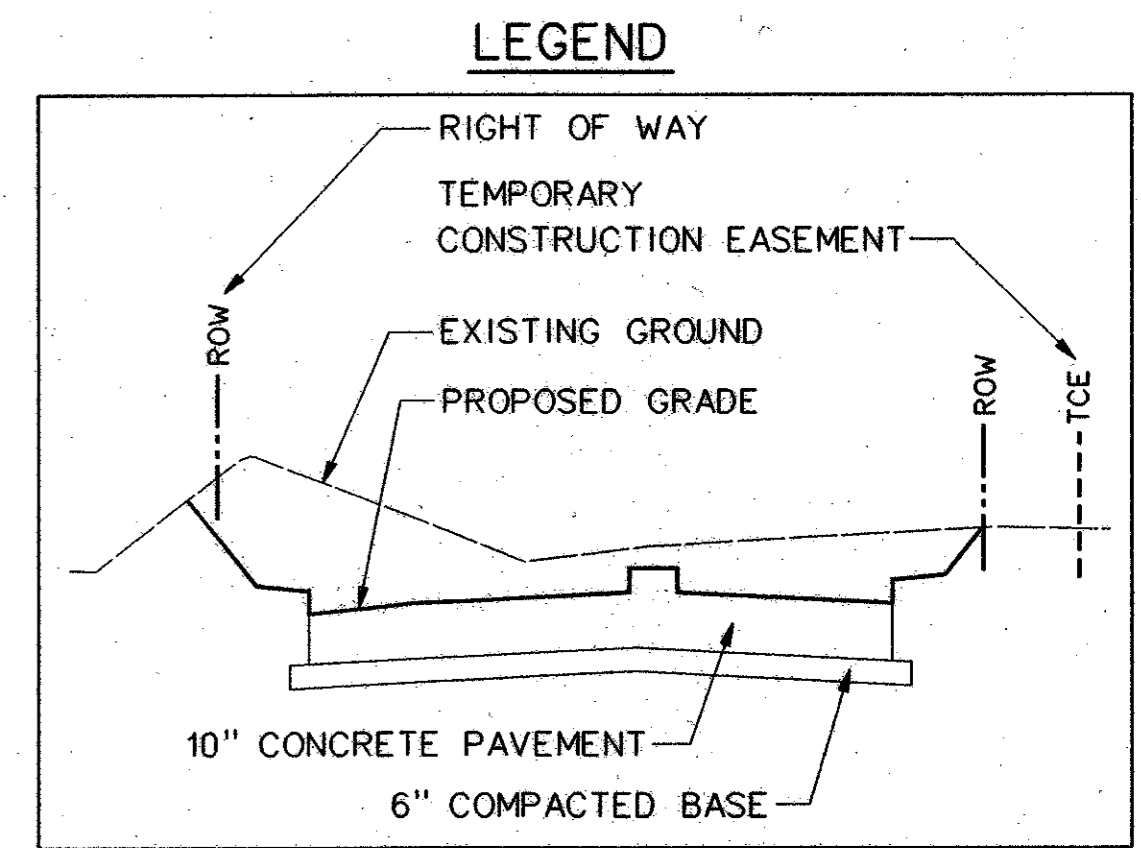 LEGEND
RIGHT OF WAY
TEMPORARY
CONSTRUCTION EASEMENT
ROW
EXISTING GROUND
PROPOSED GRADE
ROW
TCE
10" CONCRETE PAVEMENT
6" COMPACTED BASE